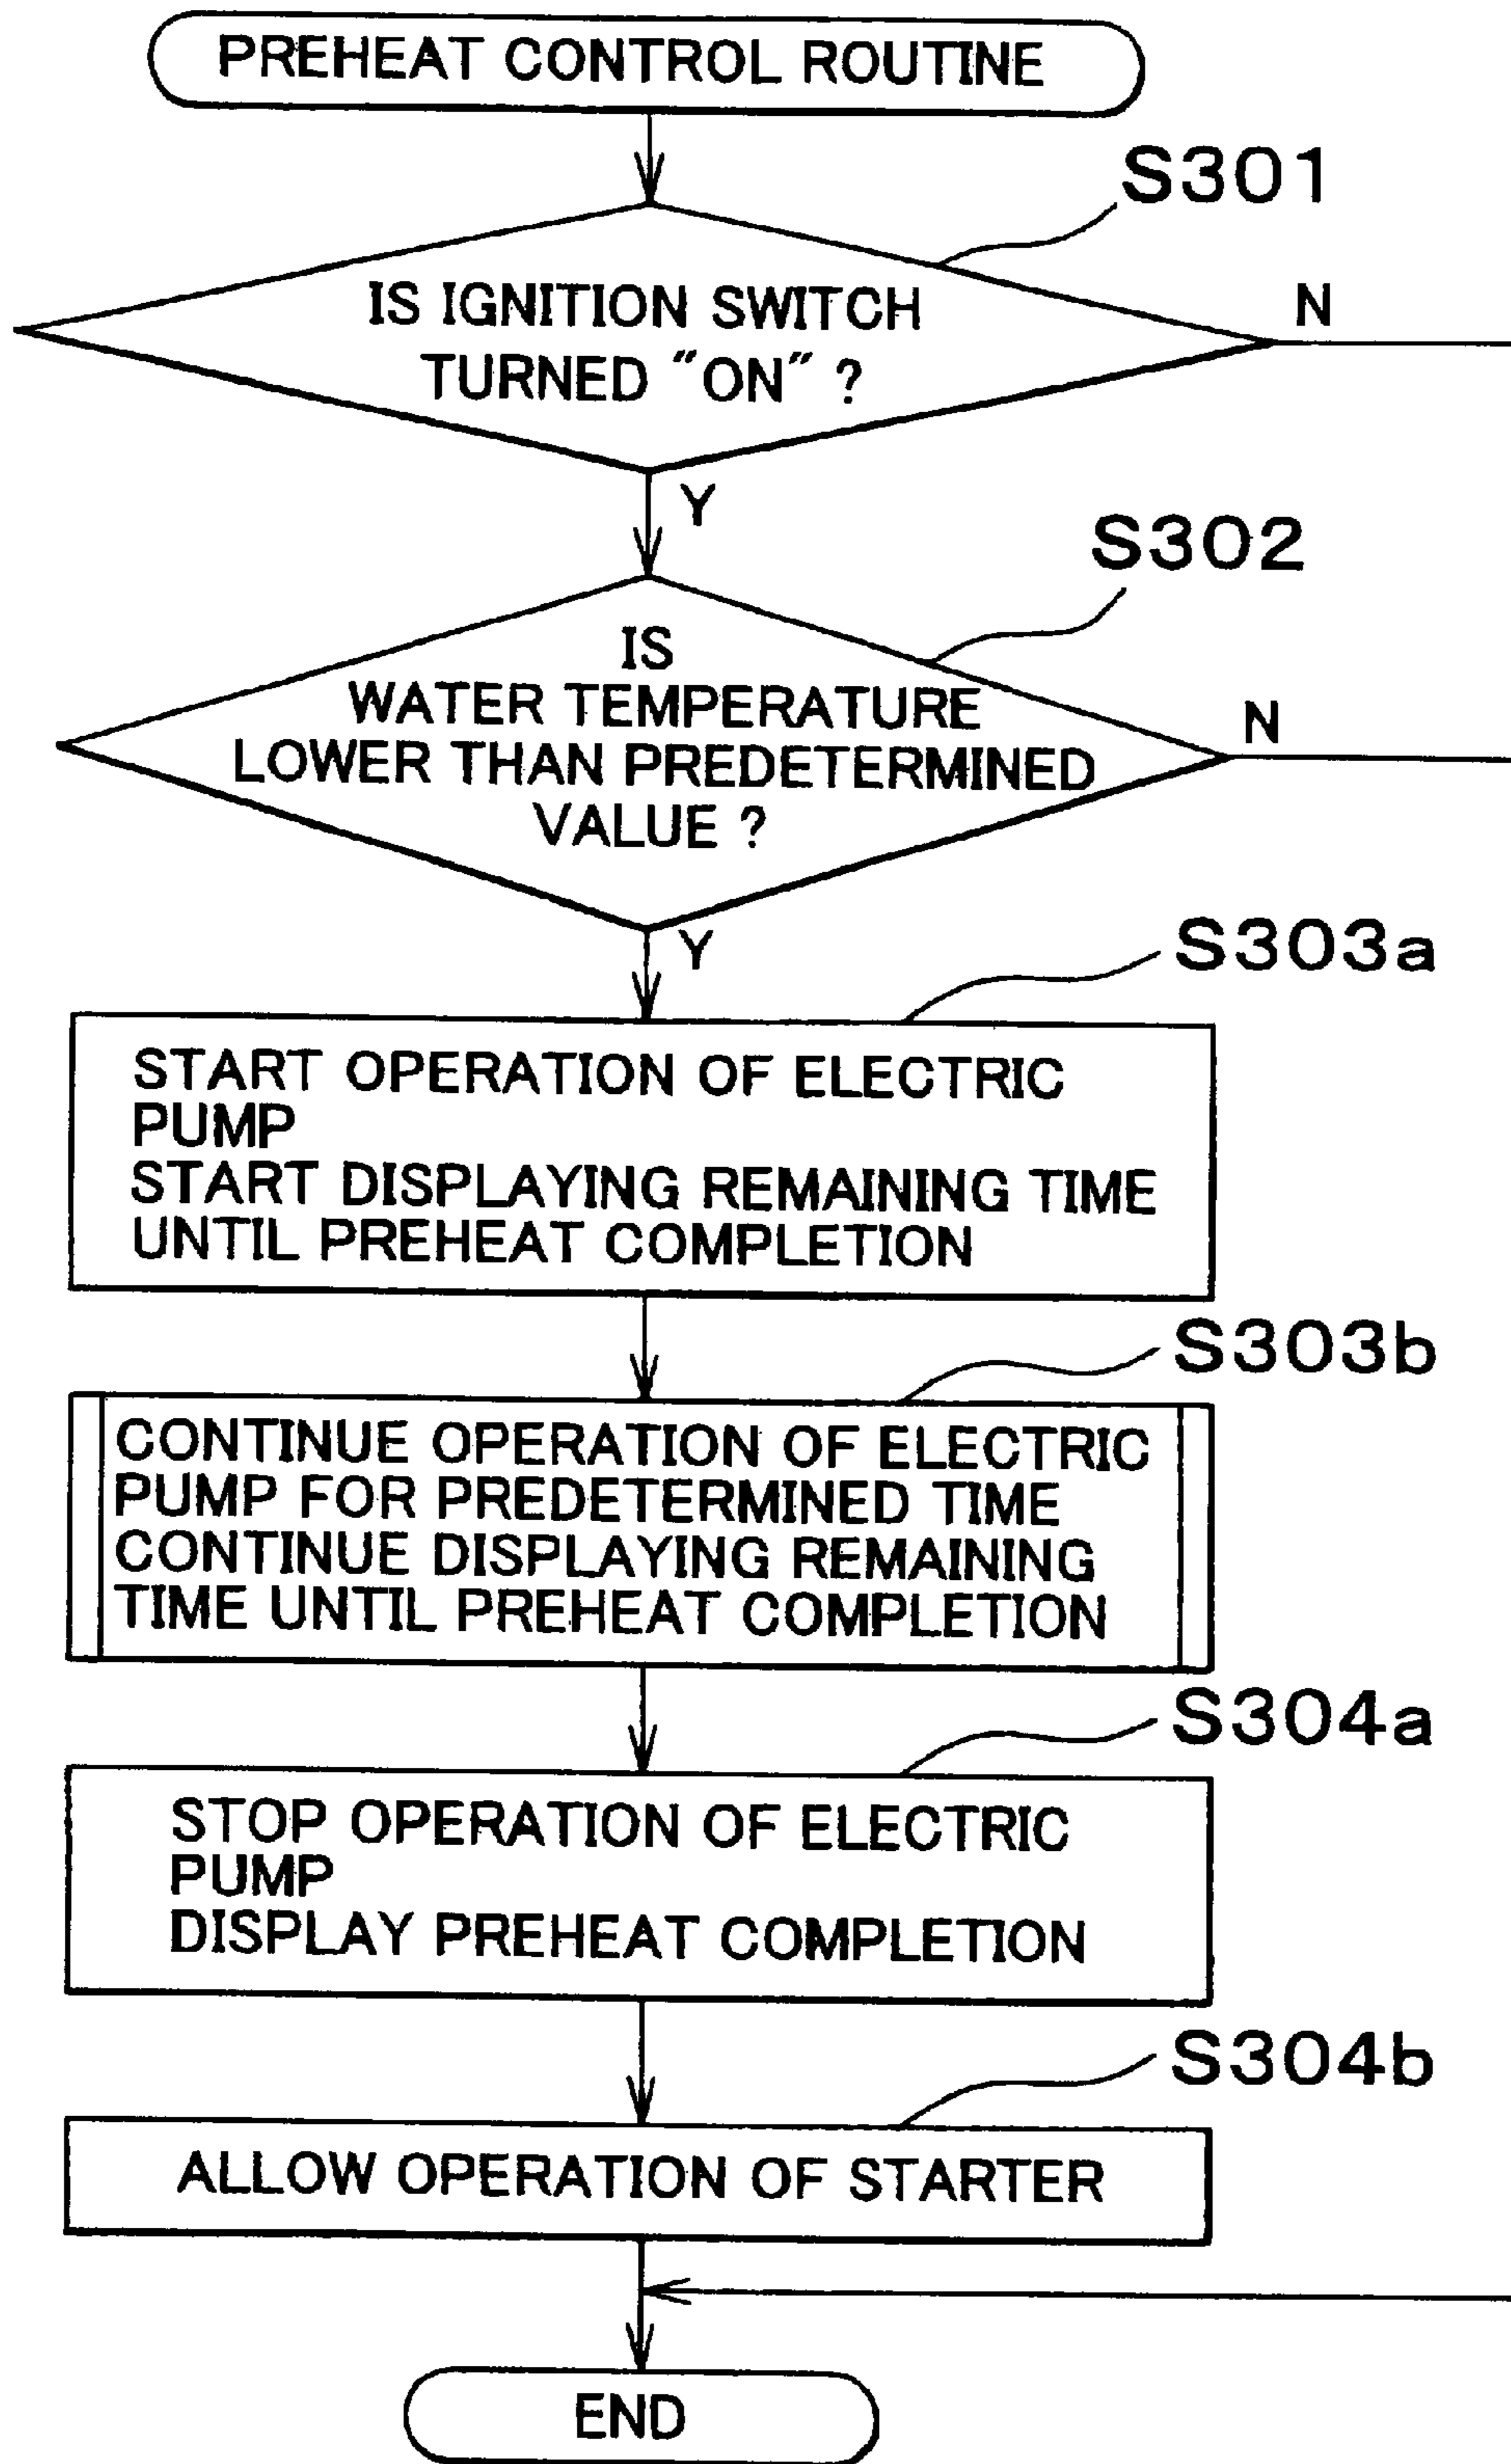 PREHEAT CONTROL ROUTINE
S301
IS IGNITION SWITCH
TURNED "ON" ?
N
Y
S302
IS
WATER TEMPERATURE
LOWER THAN PREDETERMINED
VALUE ?
N
Y
S303a
START OPERATION OF ELECTRIC
PUMP
START DISPLAYING REMAINING TIME
UNTIL PREHEAT COMPLETION
S303b
CONTINUE OPERATION OF ELECTRIC
PUMP FOR PREDETERMINED TIME
CONTINUE DISPLAYING REMAINING
TIME UNTIL PREHEAT COMPLETION
S304a
STOP OPERATION OF ELECTRIC
PUMP
DISPLAY PREHEAT COMPLETION
S304b
ALLOW OPERATION OF STARTER
END